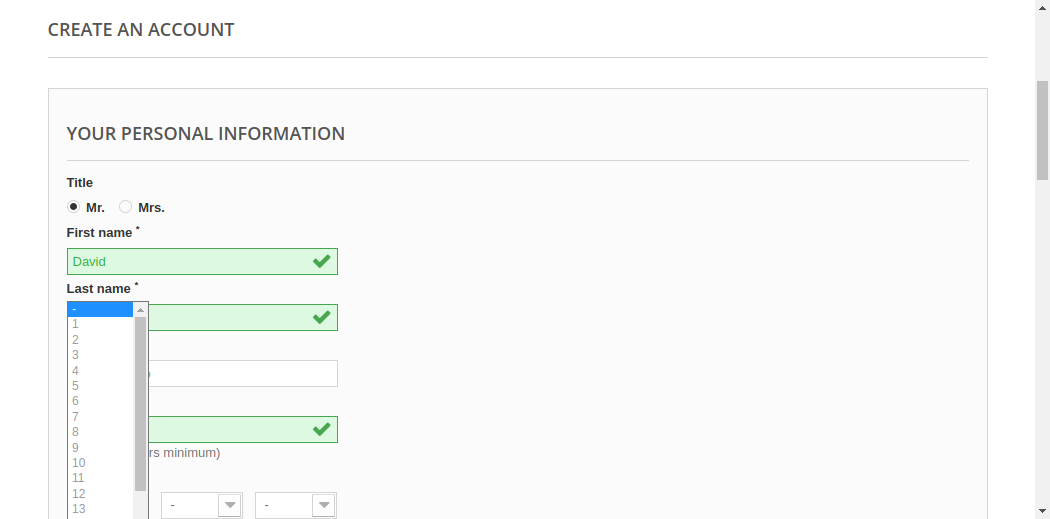 CREATE AN ACCOUNT
YOUR PERSONAL INFORMATION
Title
Mr. Mrs.
First name *
David
Last name *
-
1
2
3
4
5
6
7
8
9
10
11
12
13
rs minimum)
- -